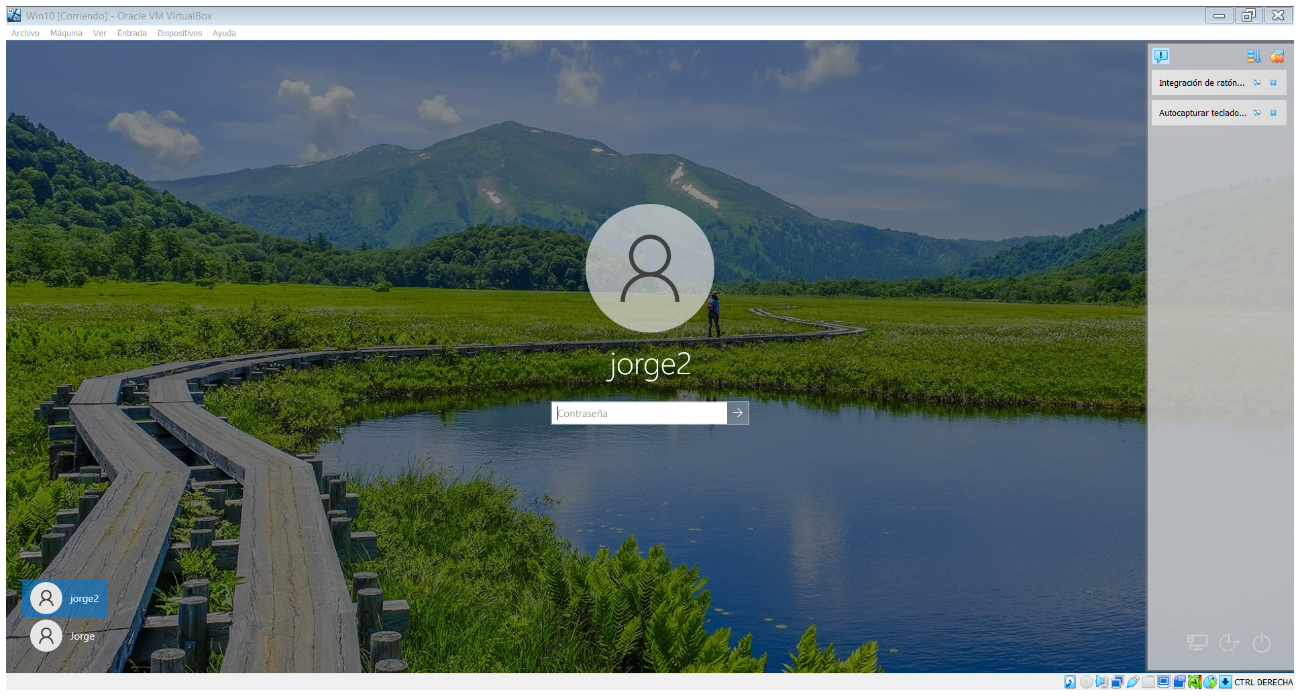 Win10 [Corriendo] - Oracle VM VirtualBox
Archivo Máquina Ver Entrada Dispositivos Ayuda
Integración de ratón...
Autocapturar teclado...
jorge2
Contraseña
jorge2
Jorge
CTRL DERECHA